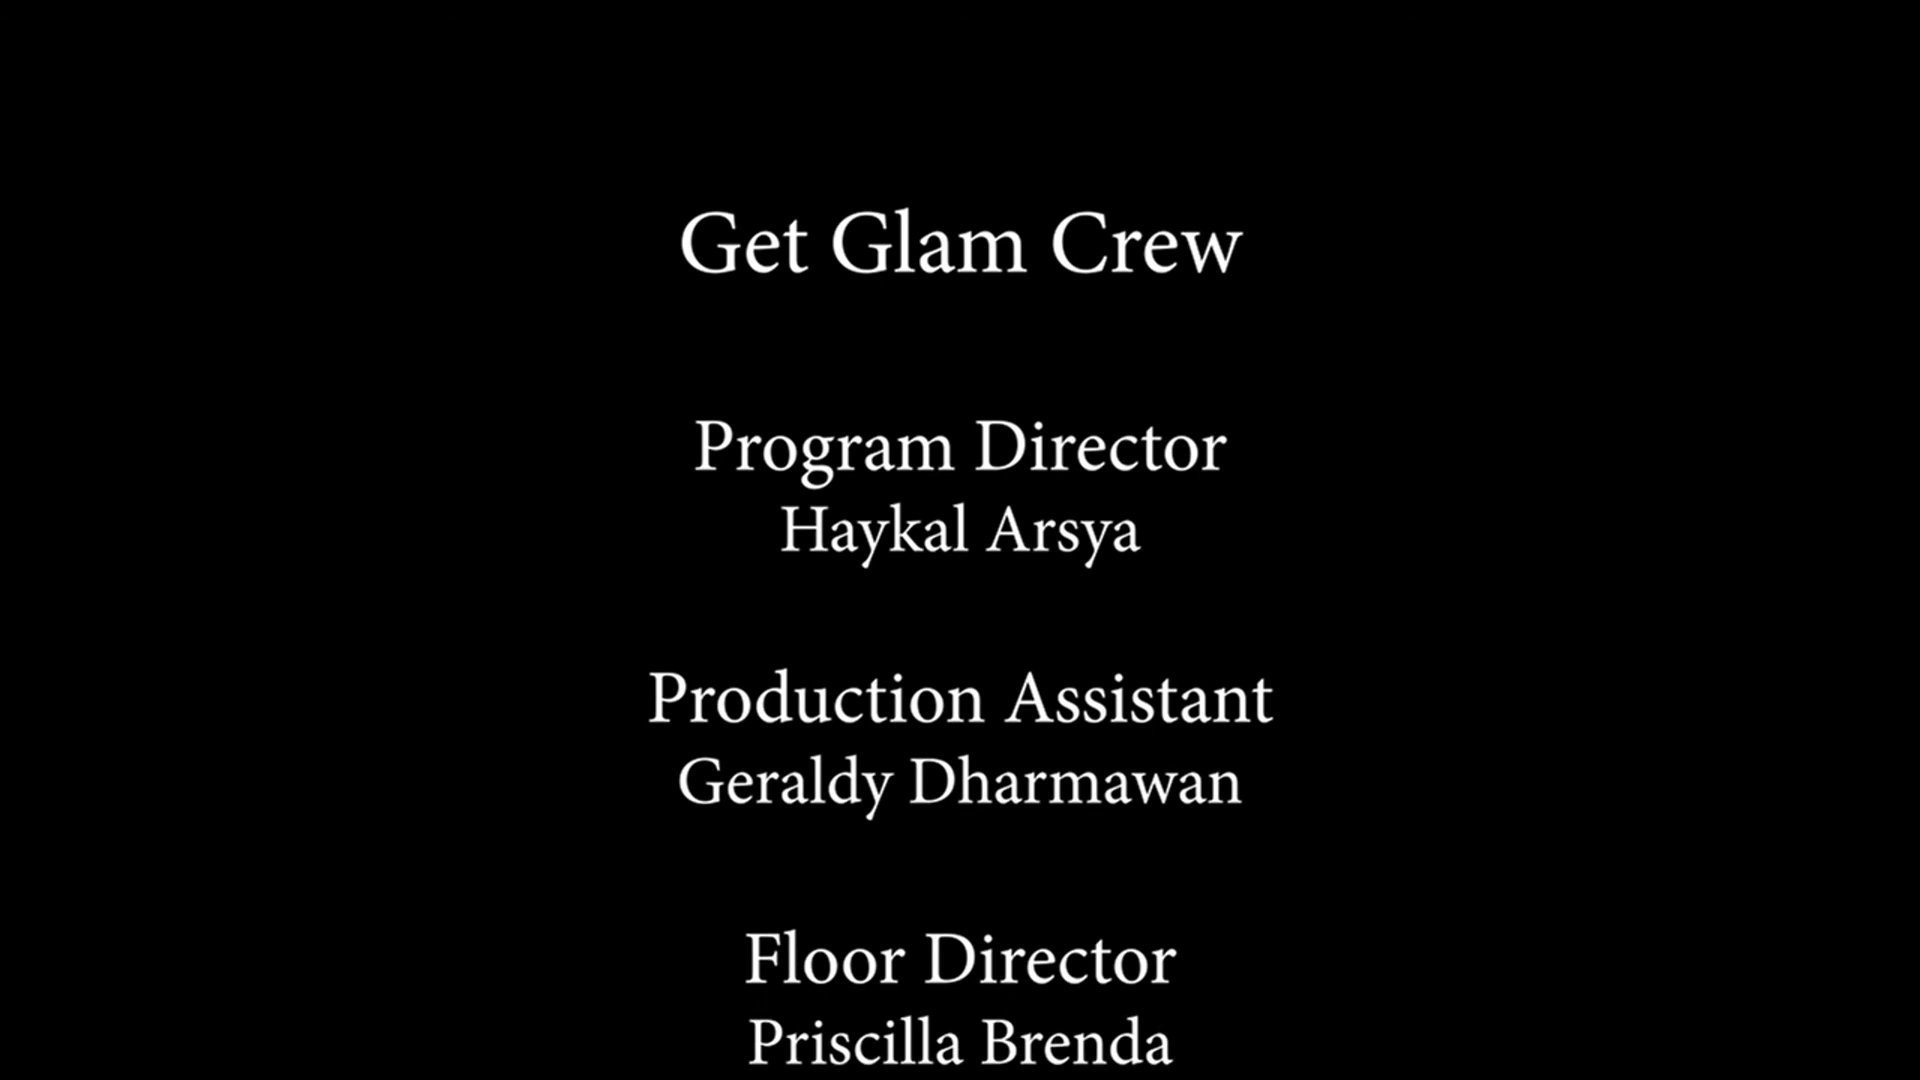 Get Glam Crew
Program Director
Haykal Arsya
Production Assistant
Geraldy Dharmawan
Floor Director
Priscilla Brenda